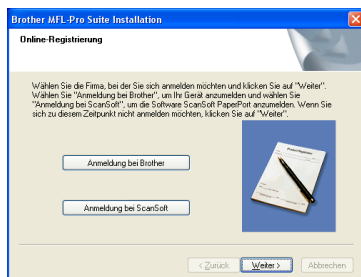 Brother MFL-Pro Suite Installation
Online-Registrierung
Wählen Sie die Firma, bei der Sie sich anmelden möchten und klicken Sie auf "Weiter".
Wählen Sie "Anmeldung bei Brother", um Ihr Gerät anzumelden und wählen Sie
"Anmeldung bei ScanSoft", um die Software ScanSoft PaperPort anzumelden. Wenn Sie
sich zu diesem Zeitpunkt nicht anmelden möchten, klicken Sie auf "Weiter".
Anmeldung bei Brother
Anmeldung bei ScanSoft
< Zurück Weiter > Abbrechen